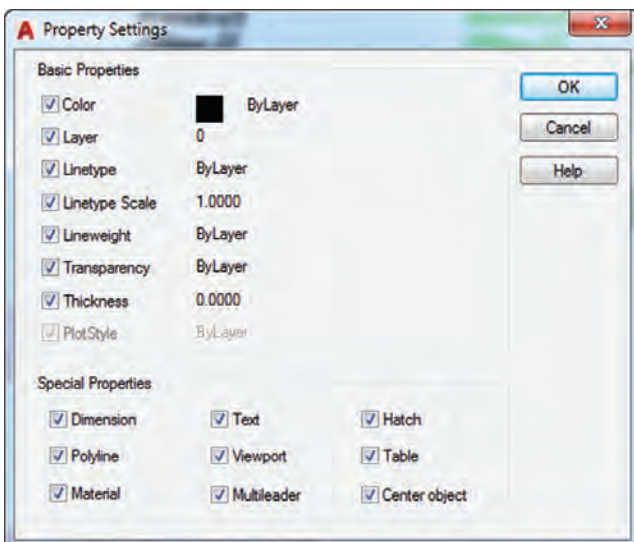 Property Settings
Basic Properties
OK
Color ByLayer
Cancel
Layer 0
Help
Linetype ByLayer
Linetype Scale 1.0000
Lineweight ByLayer
Transparency ByLayer
Thickness 0.0000
PlotStyle ByLayer
Special Properties
Dimension Text Hatch
Polyline Viewport Table
Material Multileader Center object